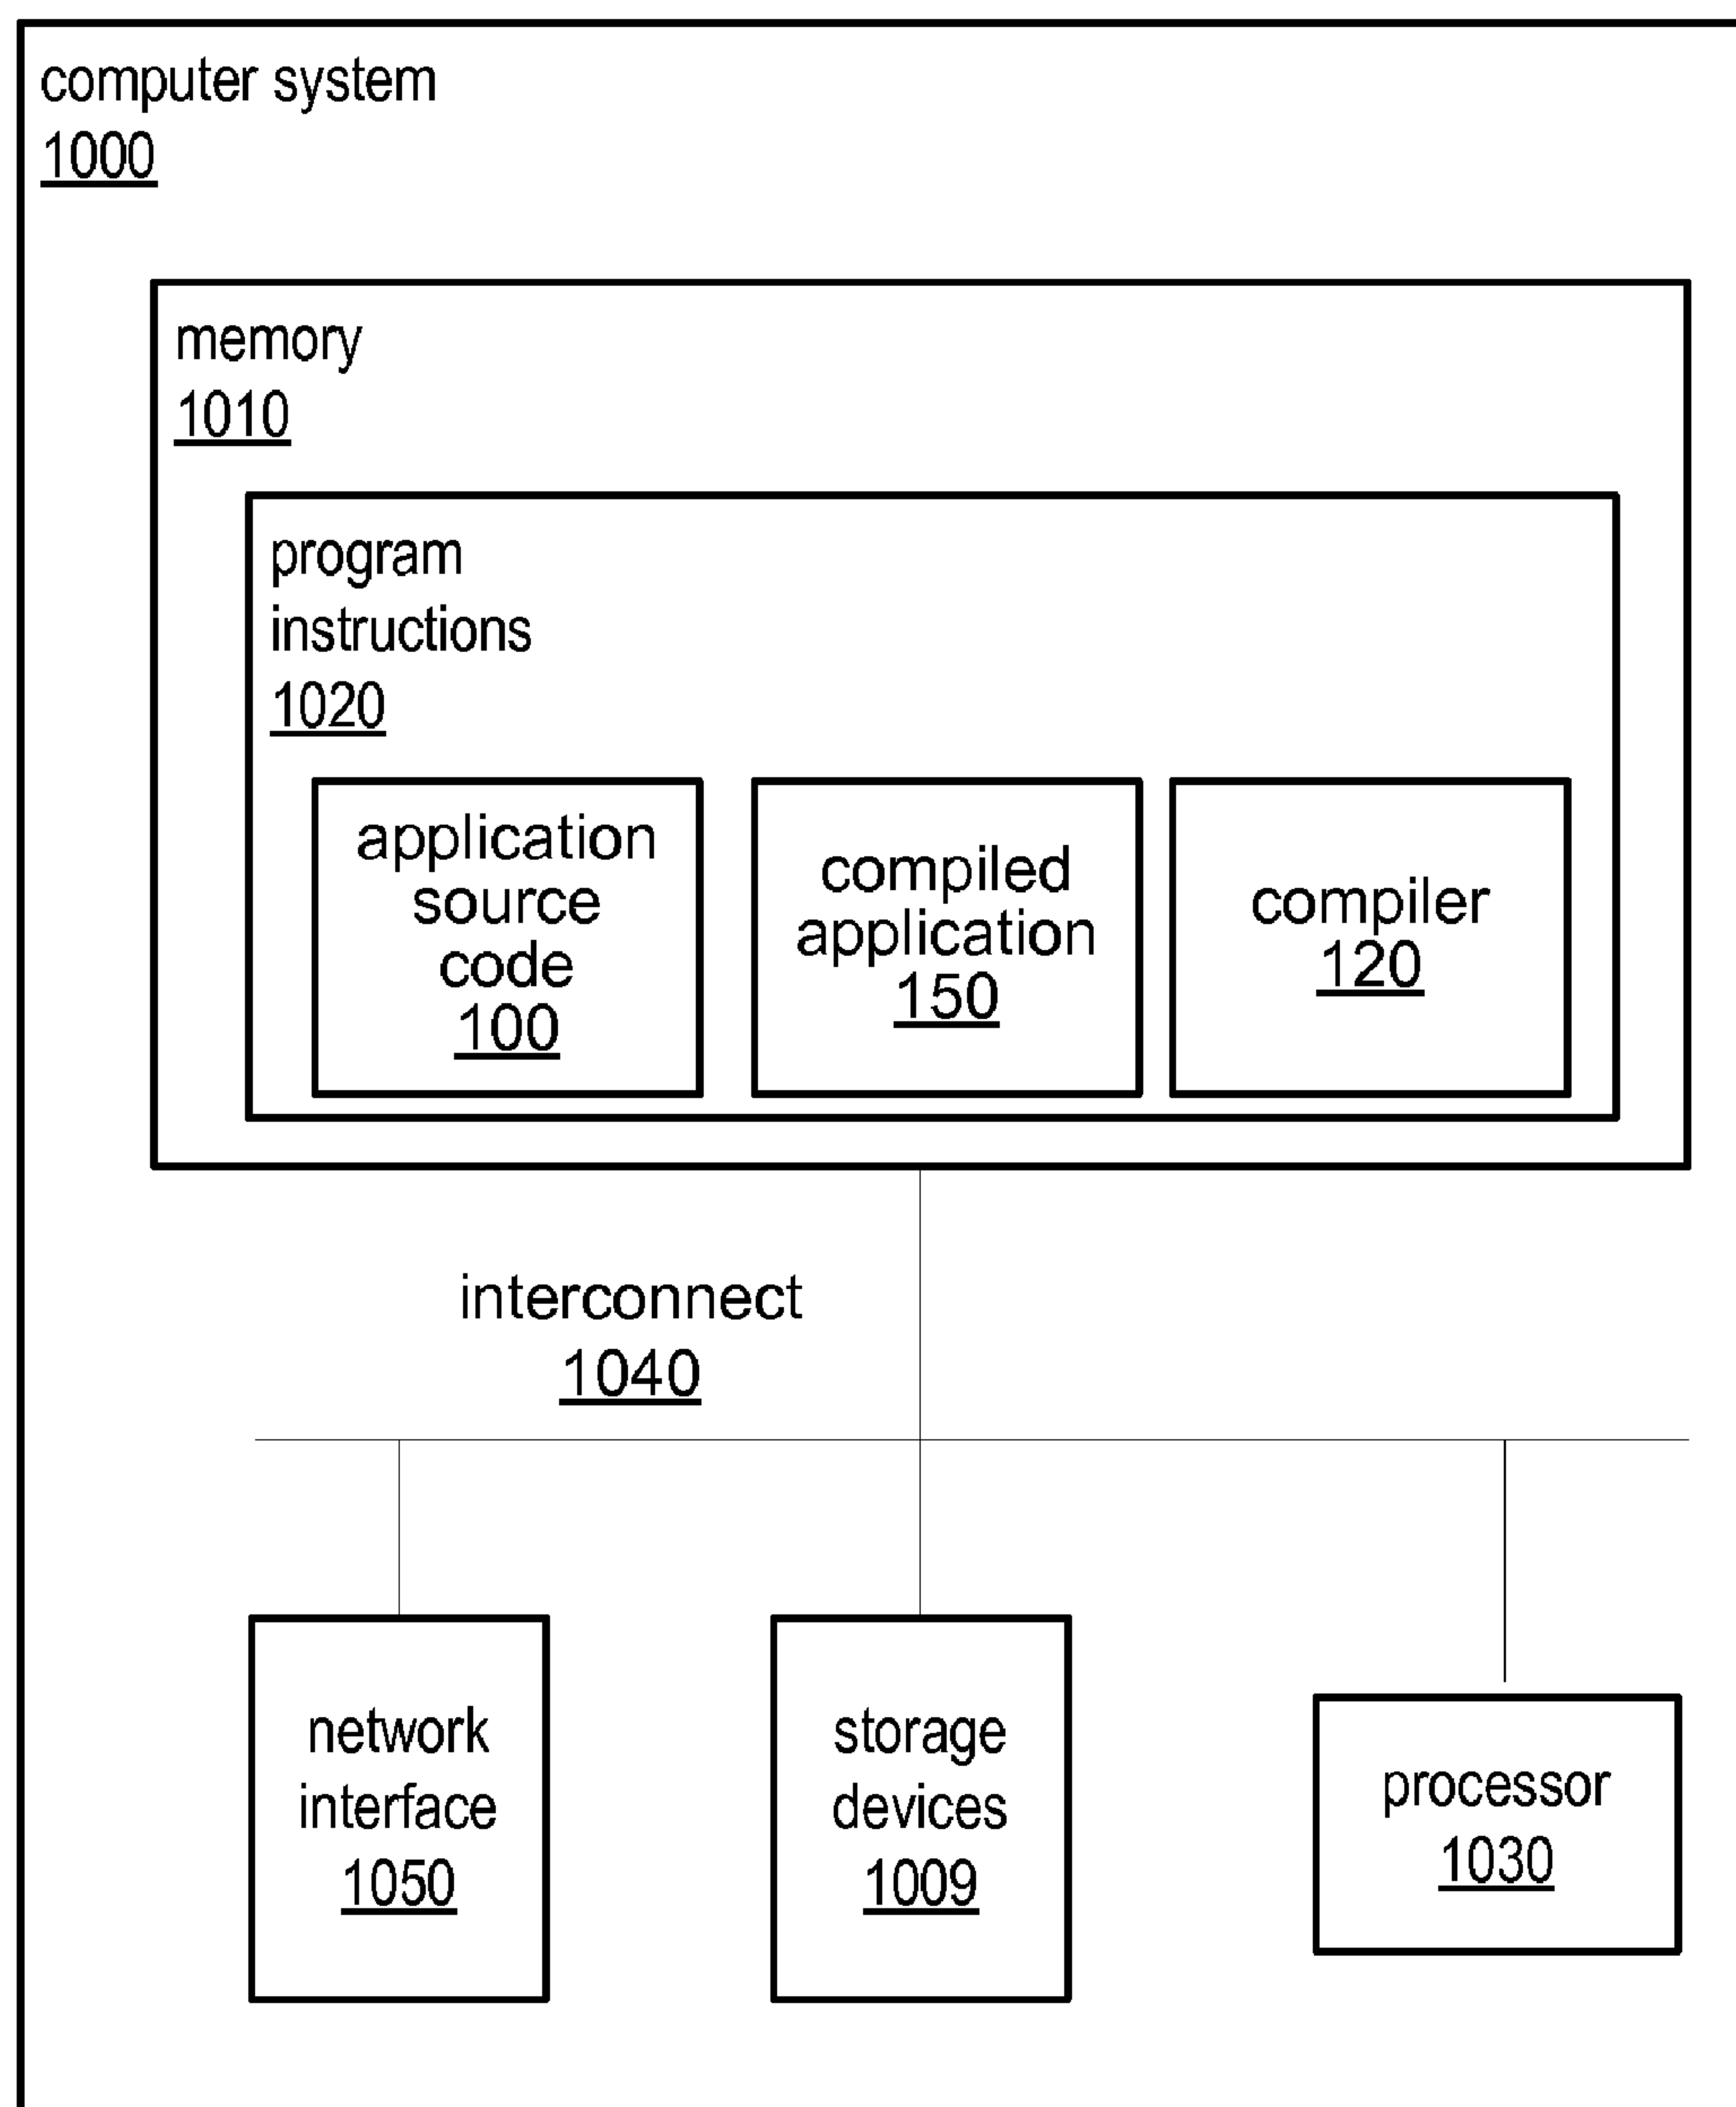 computer system
1000
memory
1010
program
instructions
1020
application
source
code
100
compiled
application
150
compiler
120
interconnect
1040
network
interface
1050
storage
devices
1009
processor
1030